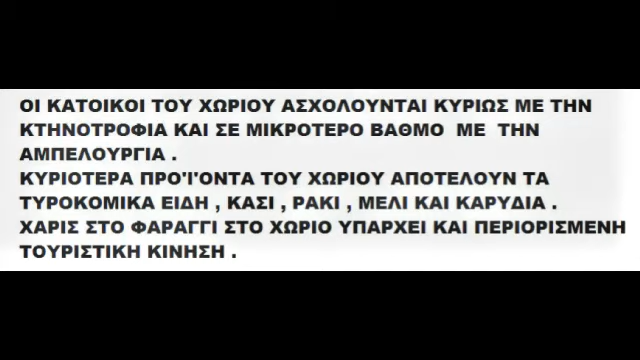 ΟΙ ΚΑΤΟΙΚΟΙ ΤΟΥ ΧΩΡΙΟΥ ΑΣΧΟΛΟΥΝΤΑΙ ΚΥΡΙΩΣ ΜΕ ΤΗΝ
ΚΤΗΝΟΤΡΟΦΙΑ ΚΑΙ ΣΕ ΜΙΚΡΟΤΕΡΟ ΒΑΘΜΟ ΜΕ ΤΗΝ
ΑΜΠΕΛΟΥΡΓΙΑ .
ΚΥΡΙΟΤΕΡΑ ΠΡΟ'Ι'ΟΝΤΑ ΤΟΥ ΧΩΡΙΟΥ ΑΠΟΤΕΛΟΥΝ ΤΑ
ΤΥΡΟΚΟΜΙΚΑ ΕΙΔΗ , ΚΑΣΙ , ΡΑΚΙ , ΜΕΛΙ ΚΑΙ ΚΑΡΥΔΙΑ .
ΧΑΡΙΣ ΣΤΟ ΦΑΡΑΓΓΙ ΣΤΟ ΧΩΡΙΟ ΥΠΑΡΧΕΙ ΚΑΙ ΠΕΡΙΟΡΙΣΜΕΝΗ
ΤΟΥΡΙΣΤΙΚΗ ΚΙΝΗΣΗ .